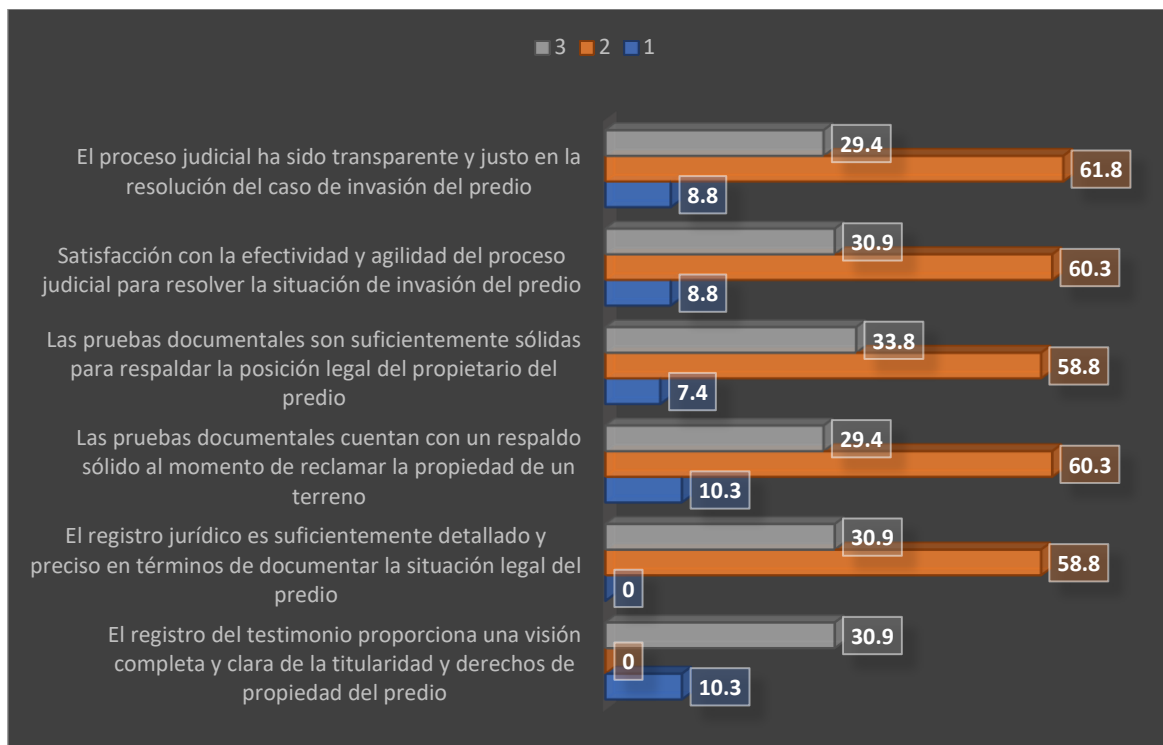 3 2 1
El proceso judicial ha sido transparente y justo en la
resolución del caso de invasión del predio
29.4
61.8
8.8
Satisfacción con la efectividad y agilidad del proceso
judicial para resolver la situación de invasión del predio
30.9
60.3
8.8
Las pruebas documentales son suficientemente sólidas
para respaldar la posición legal del propietario del
predio
33.8
58.8
7.4
Las pruebas documentales cuentan con un respaldo
sólido al momento de reclamar la propiedad de un
terreno
29.4
60.3
10.3
El registro jurídico es suficientemente detallado y
preciso en términos de documentar la situación legal del
predio
30.9
58.8
0
El registro del testimonio proporciona una visión
completa y clara de la titularidad y derechos de
propiedad del predio
30.9
0
10.3